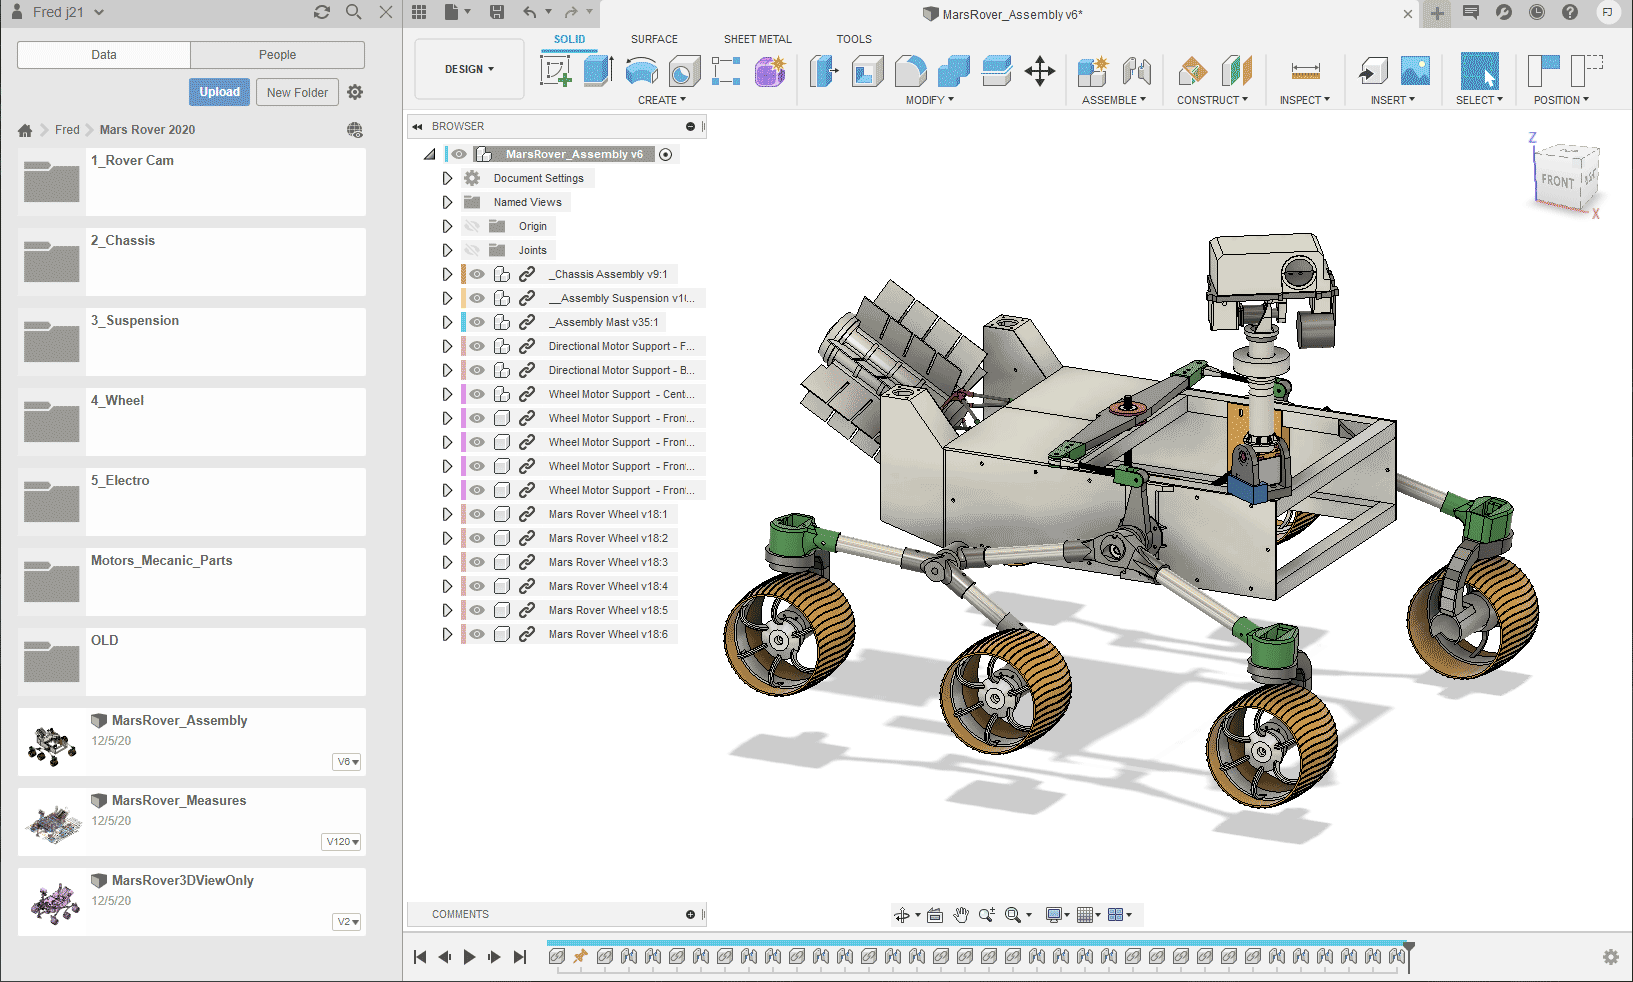 Fred j21
MarsRover_Assembly v6*
FJ
Data
People
Upload
New Folder
Fred
Mars Rover 2020
1_Rover Cam
2_Chassis
3_Suspension
4_Wheel
5_Electro
Motors_Mecanic_Parts
OLD
MarsRover_Assembly
12/5/20
V6
MarsRover_Measures
12/5/20
V120
MarsRover3DViewOnly
12/5/20
V2
DESIGN
SOLID
SURFACE
SHEET METAL
TOOLS
CREATE
MODIFY
ASSEMBLE
CONSTRUCT
INSPECT
INSERT
SELECT
POSITION
BROWSER
MarsRover_Assembly v6
Document Settings
Named Views
Origin
Joints
_Chassis Assembly v9:1
__Assembly Suspension v1(...
_Assembly Mast v35:1
Directional Motor Support - F...
Directional Motor Support - B...
Wheel Motor Support - Cent...
Wheel Motor Support - Fron...
Wheel Motor Support - Fron...
Wheel Motor Support - Fron...
Wheel Motor Support - Fron...
Mars Rover Wheel v18:1
Mars Rover Wheel v18:2
Mars Rover Wheel v18:3
Mars Rover Wheel v18:4
Mars Rover Wheel v18:5
Mars Rover Wheel v18:6
Z
FRONT
X
COMMENTS